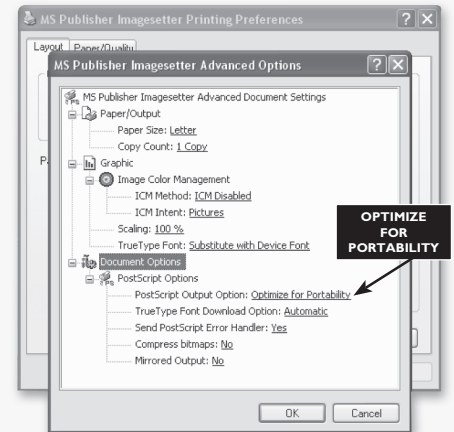 MS Publisher Imagesetter Printing Preferences
Layout Paper/Quality
MS Publisher Imagesetter Advanced Options
MS Publisher Imagesetter Advanced Document Settings
Paper/Output
Paper Size: Letter
Copy Count: 1 Copy
Graphic
Image Color Management
ICM Method: ICM Disabled
ICM Intent: Pictures
Scaling: 100 %
TrueType Font: Substitute with Device Font
Document Options
PostScript Options
PostScript Output Option: Optimize for Portability
TrueType Font Download Option: Automatic
Send PostScript Error Handler: Yes
Compress bitmaps: No
Mirrored Output: No
OPTIMIZE
FOR
PORTABILITY
OK Cancel